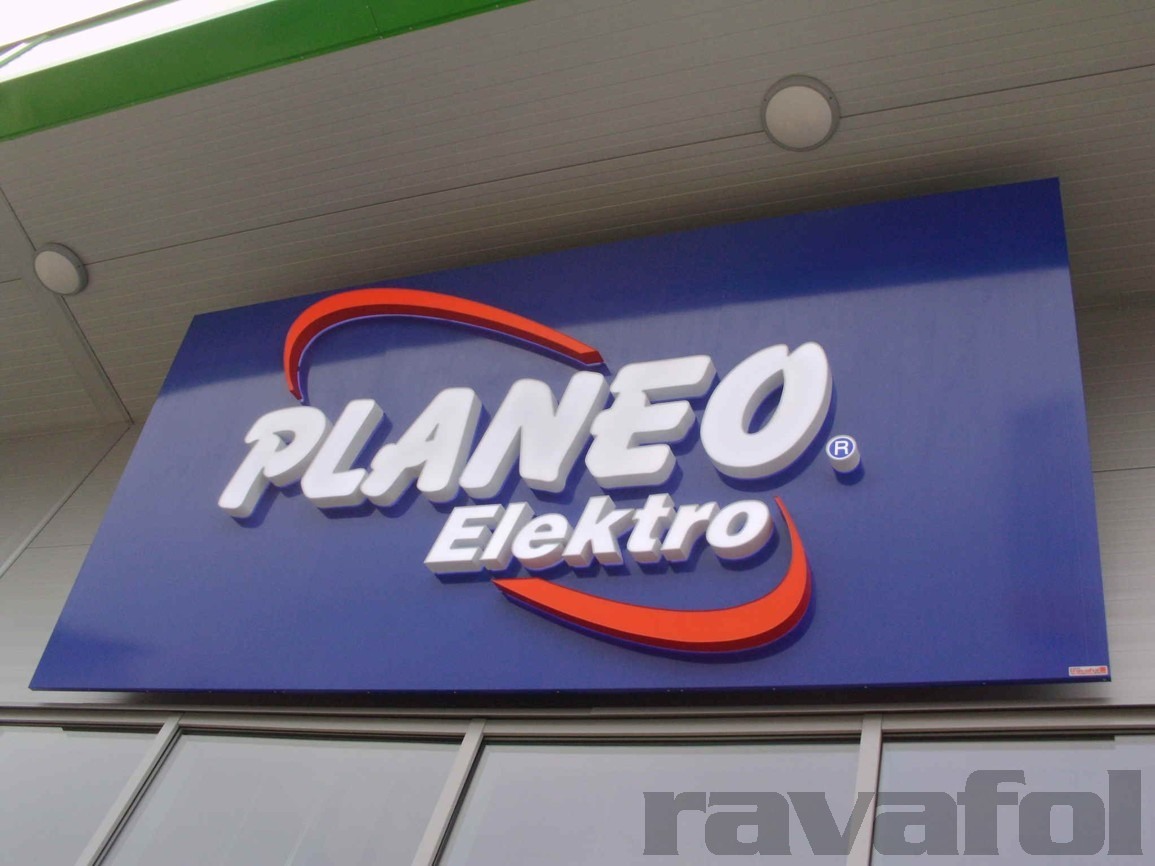 PLANEO
®
Elektro
ravafol